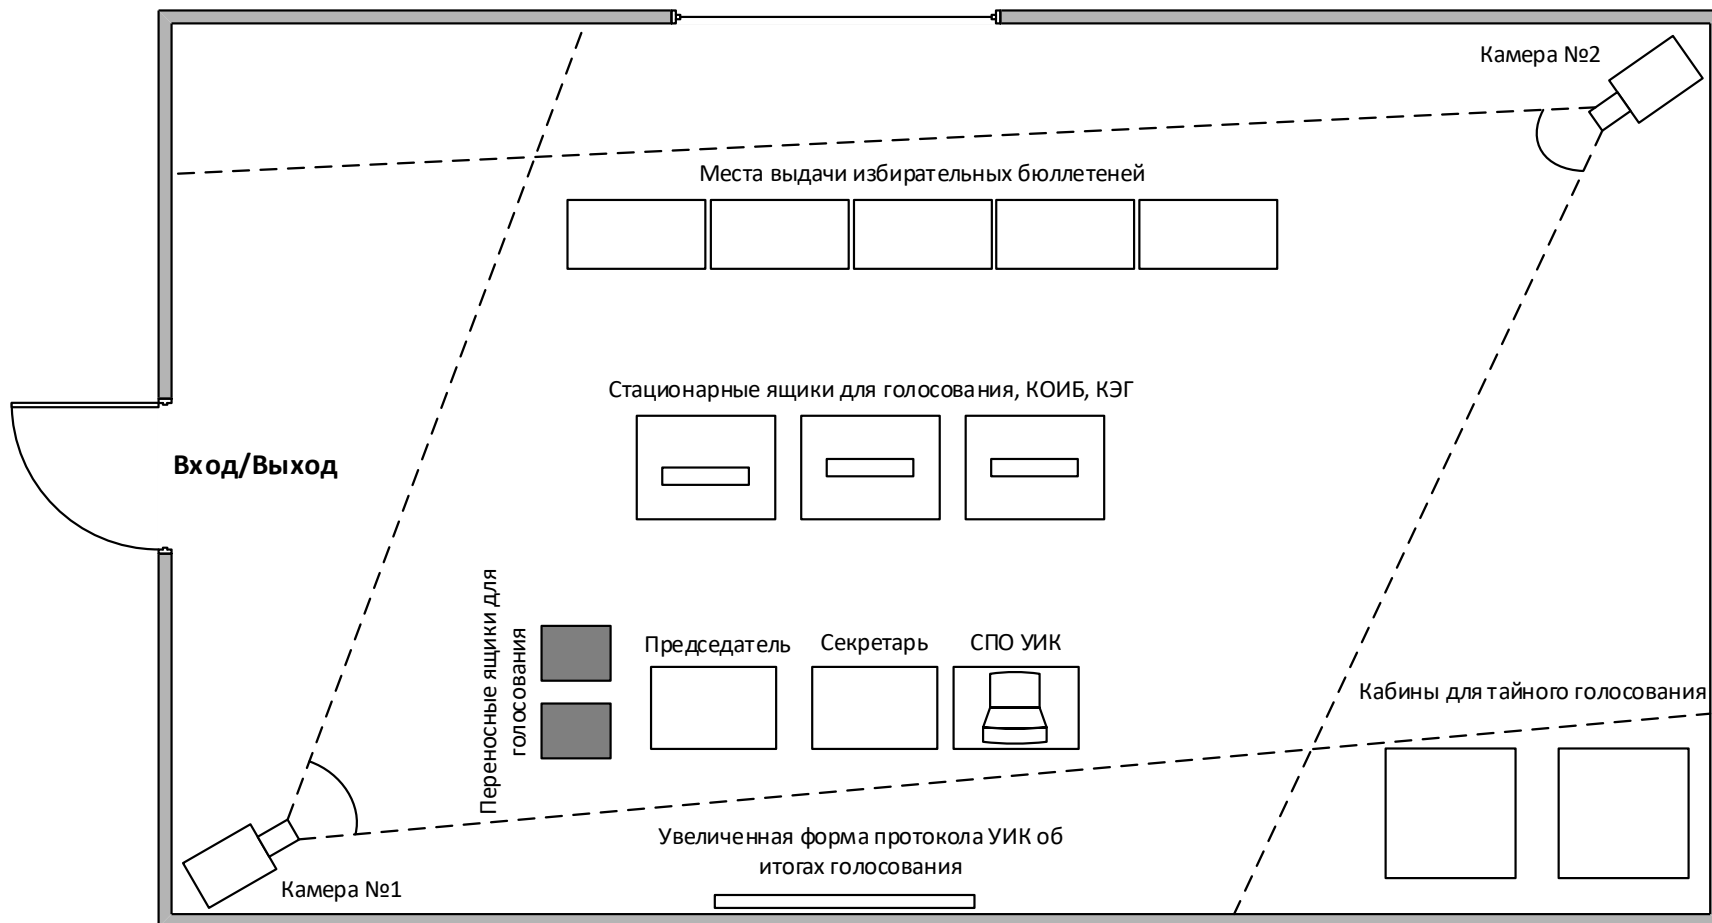 Камера №2
Места выдачи избирательных бюллетеней
Стационарные ящики для голосования, КОИБ, КЭГ
Вход/Выход
Переносные ящики для
голосования
Председатель
Секретарь
СПО УИК
Кабины для тайного голосования
Увеличенная форма протокола УИК об
итогах голосования
Камера №1